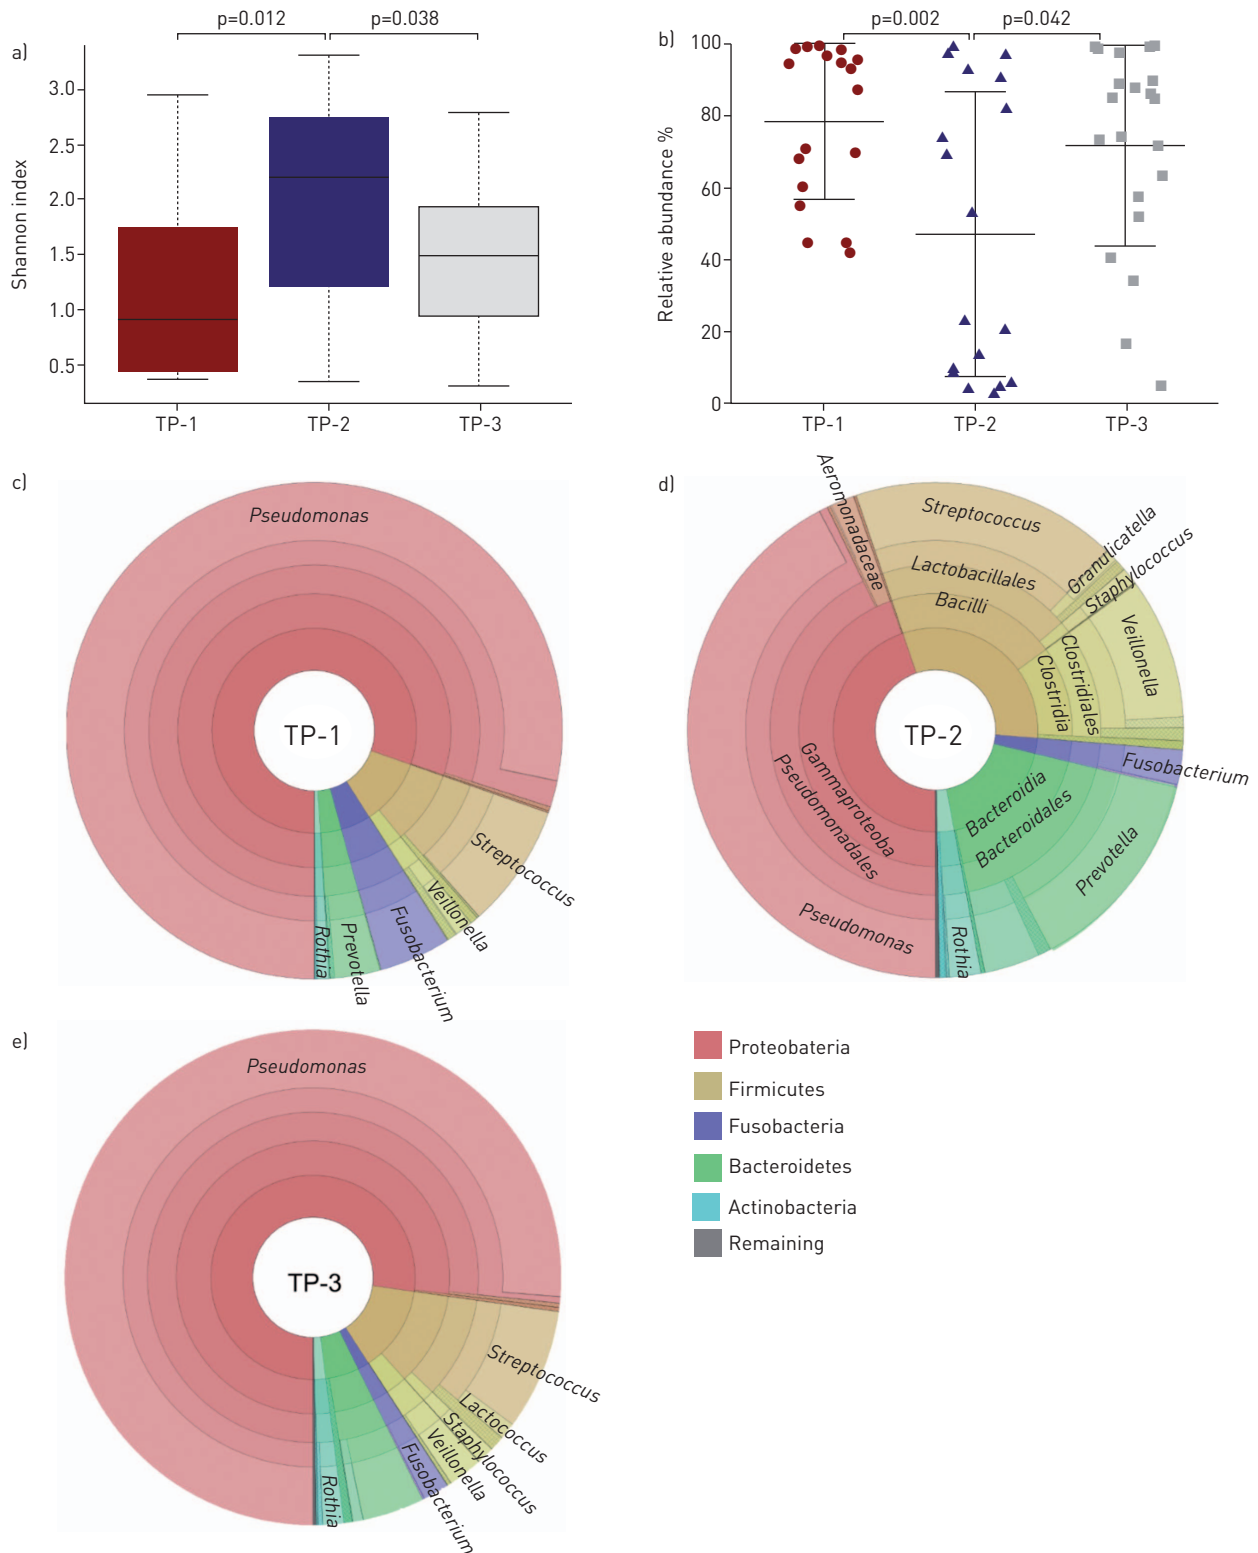 p=0.012
p=0.038
a)
3.0
2.5
2.0
1.5
1.0
0.5
Shannon index
TP-1
TP-2
TP-3
p=0.002
p=0.042
b)
100
80
60
40
20
0
Relative abundance %
TP-1
TP-2
TP-3
c)
Pseudomonas
TP-1
Streptococcus
Veillonella
Fusobacterium
Prevotella
Rothia
d)
Aeromonadaceae
Streptococcus
Lactobacillales
Bacilli
Granulicatella
Staphylococcus
Veillonella
Clostridiales
Clostridia
TP-2
Fusobacterium
Gammaproteoba
Pseudomonadales
Pseudomonas
Bacteroidia
Bacteroidales
Prevotella
Rothia
e)
Pseudomonas
TP-3
Streptococcus
Lactococcus
Staphylococcus
Veillonella
Fusobacterium
Rothia
Proteobateria
Firmicutes
Fusobacteria
Bacteroidetes
Actinobacteria
Remaining